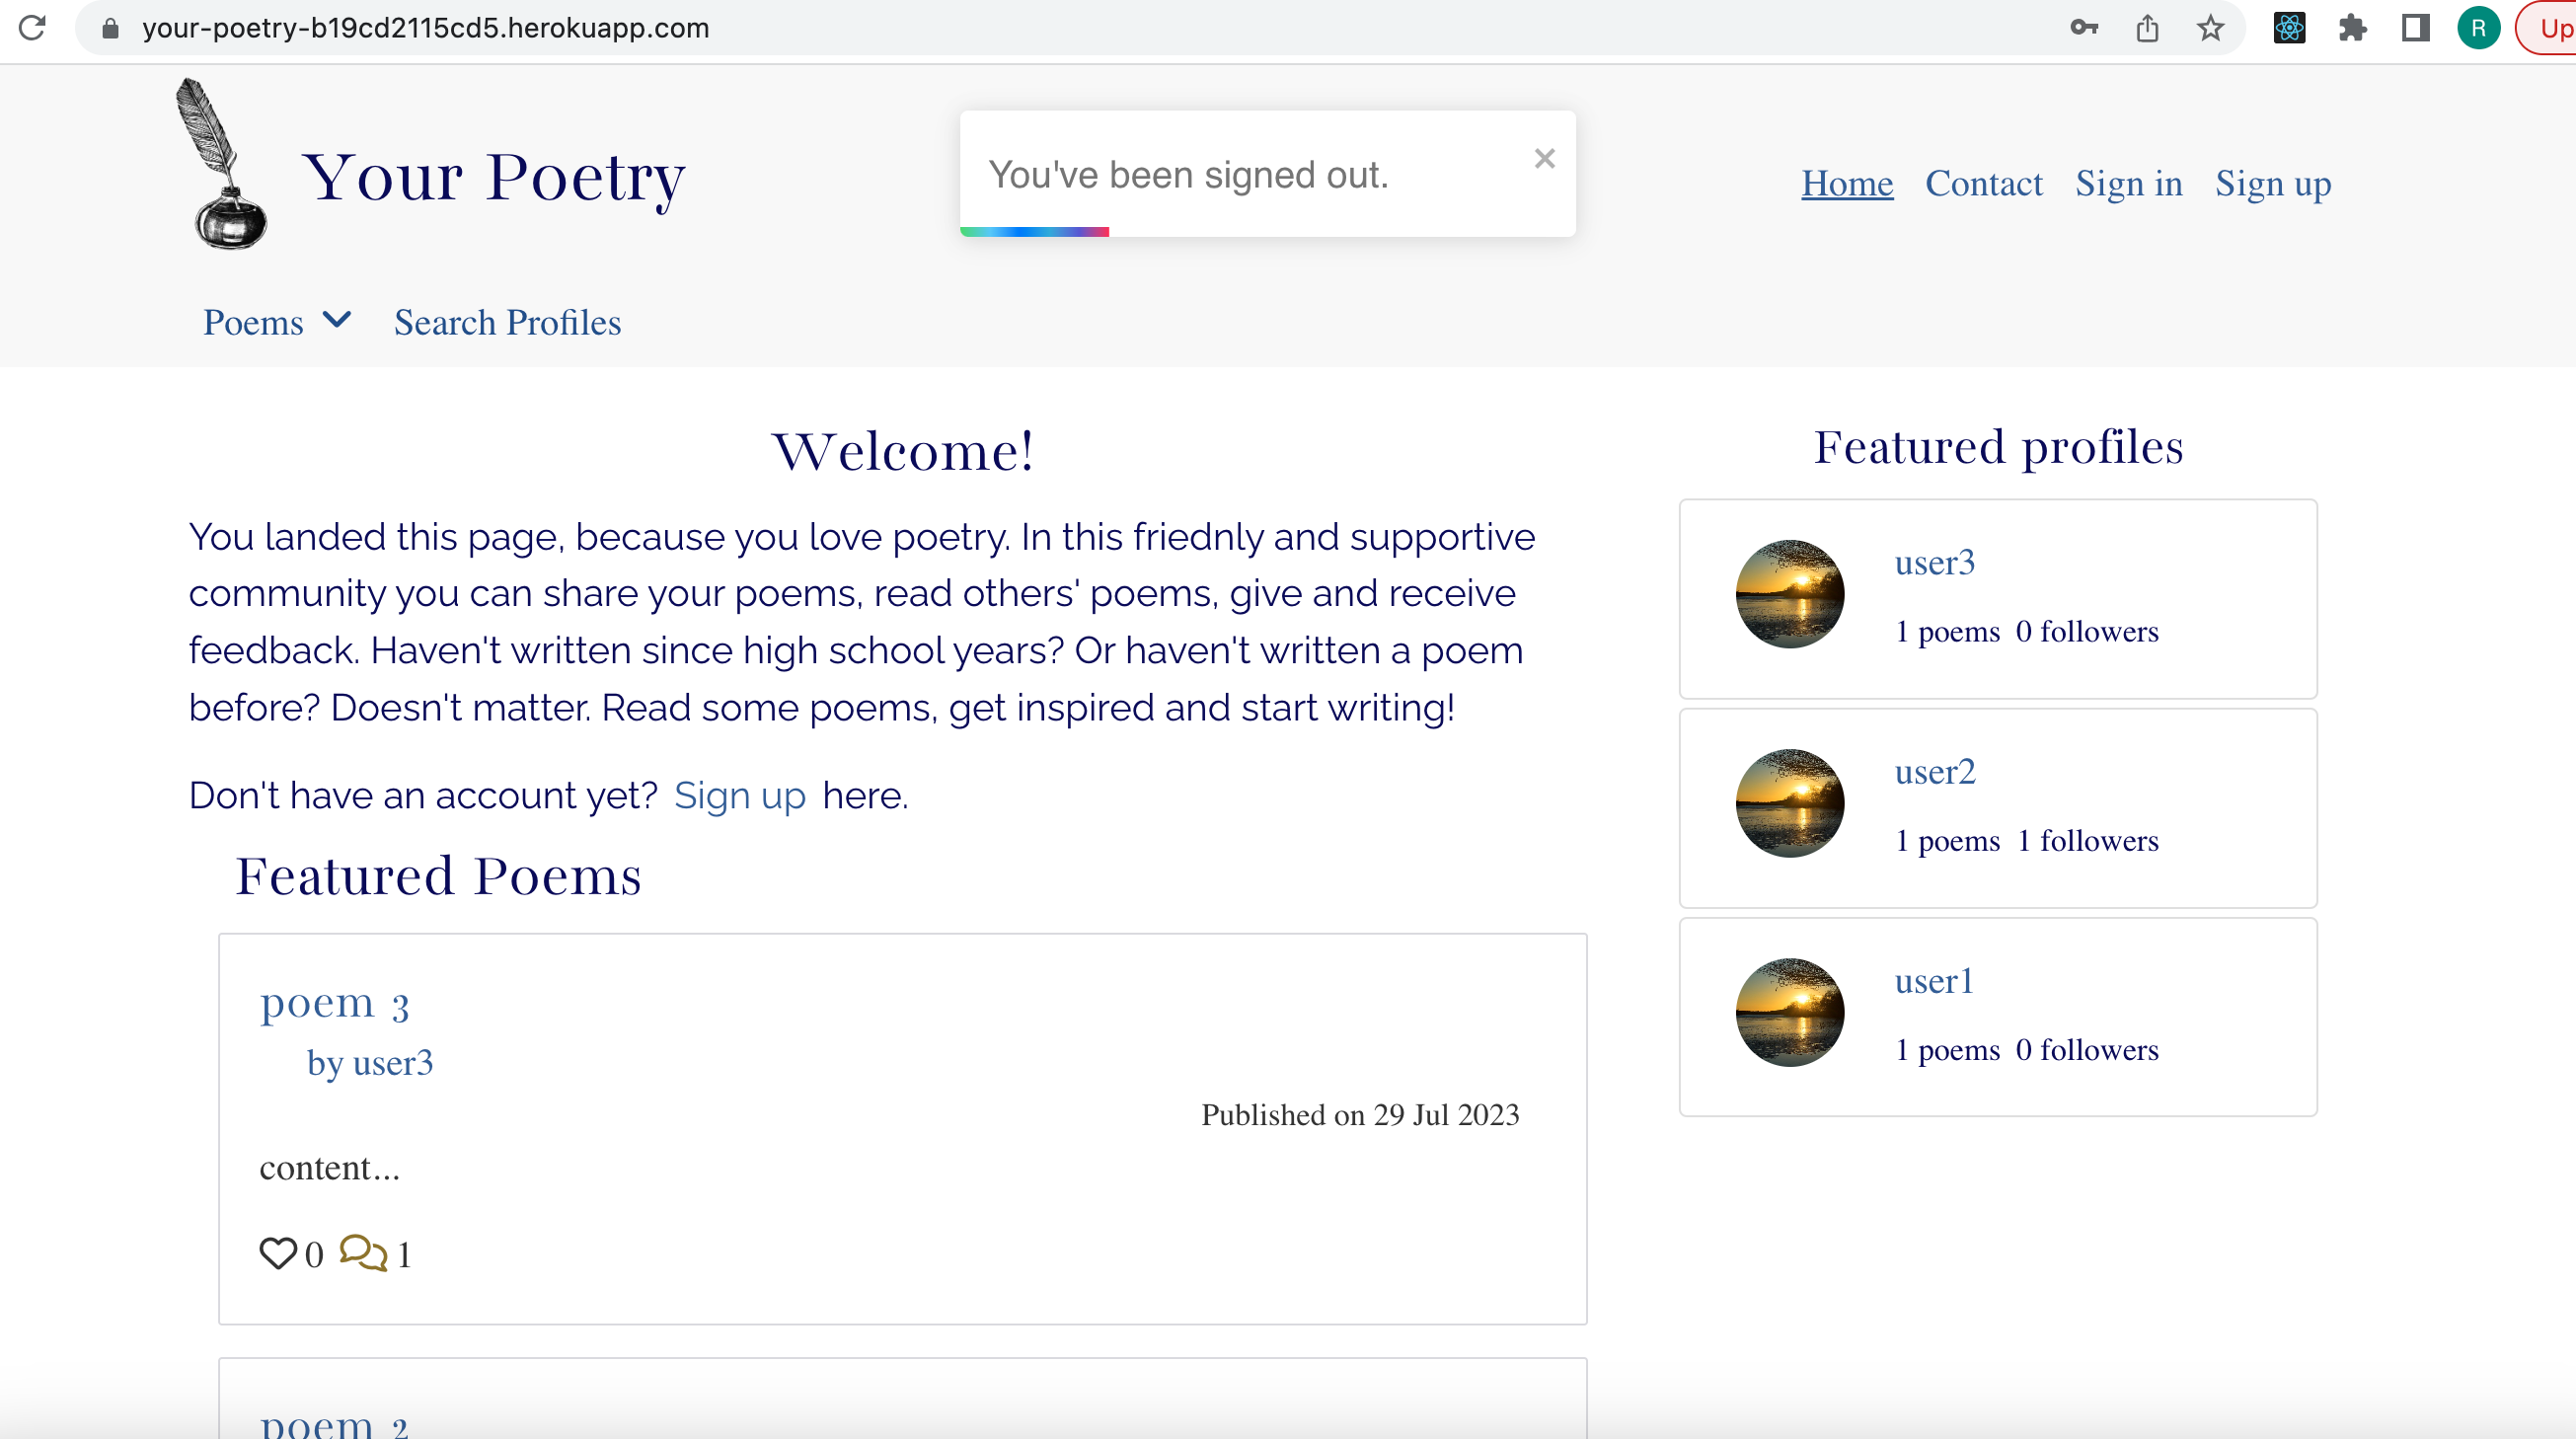 your-poetry-b19cd2115cd5.herokuapp.com
R
Up
Your Poetry
You've been signed out.
Home Contact Sign in Sign up
Poems Search Profiles
Welcome!
You landed this page, because you love poetry. In this friednly and supportive
community you can share your poems, read others' poems, give and receive
feedback. Haven't written since high school years? Or haven't written a poem
before? Doesn't matter. Read some poems, get inspired and start writing!
Don't have an account yet? Sign up here.
Featured Poems
poem 3
by user3
Published on 29 Jul 2023
content...
0 1
poem 2
Featured profiles
user3
1 poems 0 followers
user2
1 poems 1 followers
user1
1 poems 0 followers